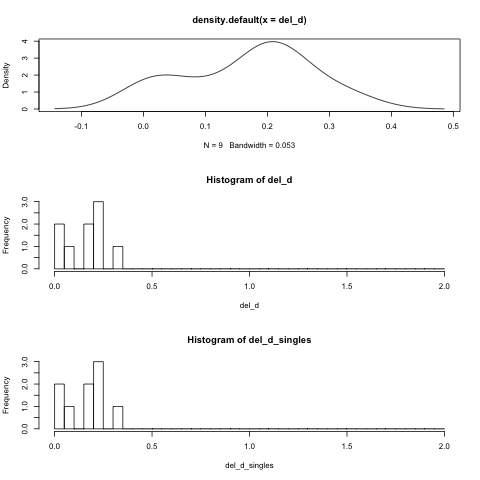 density.default(x = del_d)
Density
0 1 2 3 4
-0.1 0.0 0.1 0.2 0.3 0.4 0.5
N = 9 Bandwidth = 0.053
Histogram of del_d
Frequency
0.0 1.0 2.0 3.0
0.0 0.5 1.0 1.5 2.0
del_d
Histogram of del_d_singles
Frequency
0.0 1.0 2.0 3.0
0.0 0.5 1.0 1.5 2.0
del_d_singles